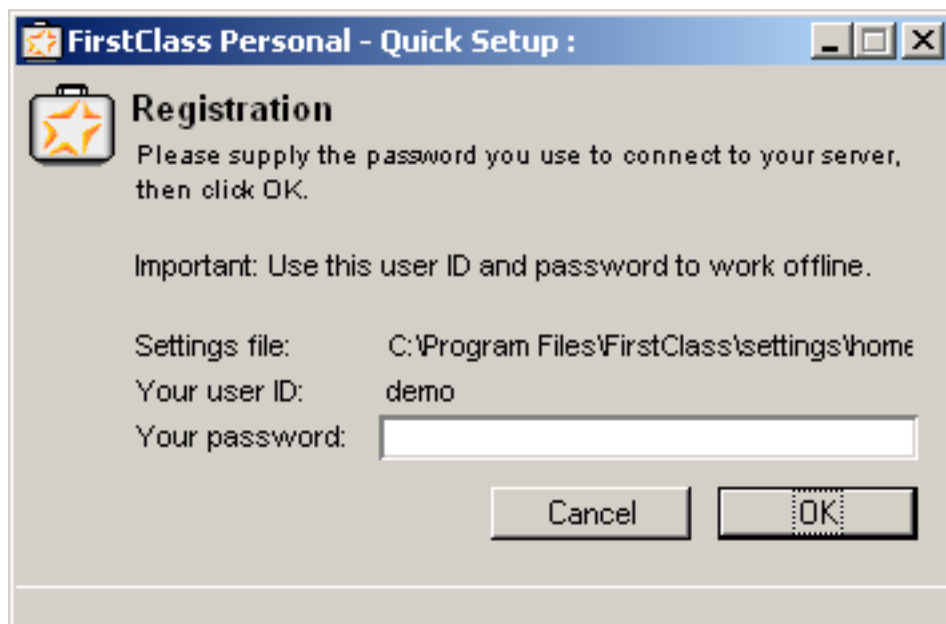 FirstClass Personal - Quick Setup :
Registration
Please supply the password you use to connect to your server,
then click OK.
Important: Use this user ID and password to work offline.
Settings file: C:\Program Files\FirstClass\settings\home
Your user ID: demo
Your password:
Cancel OK